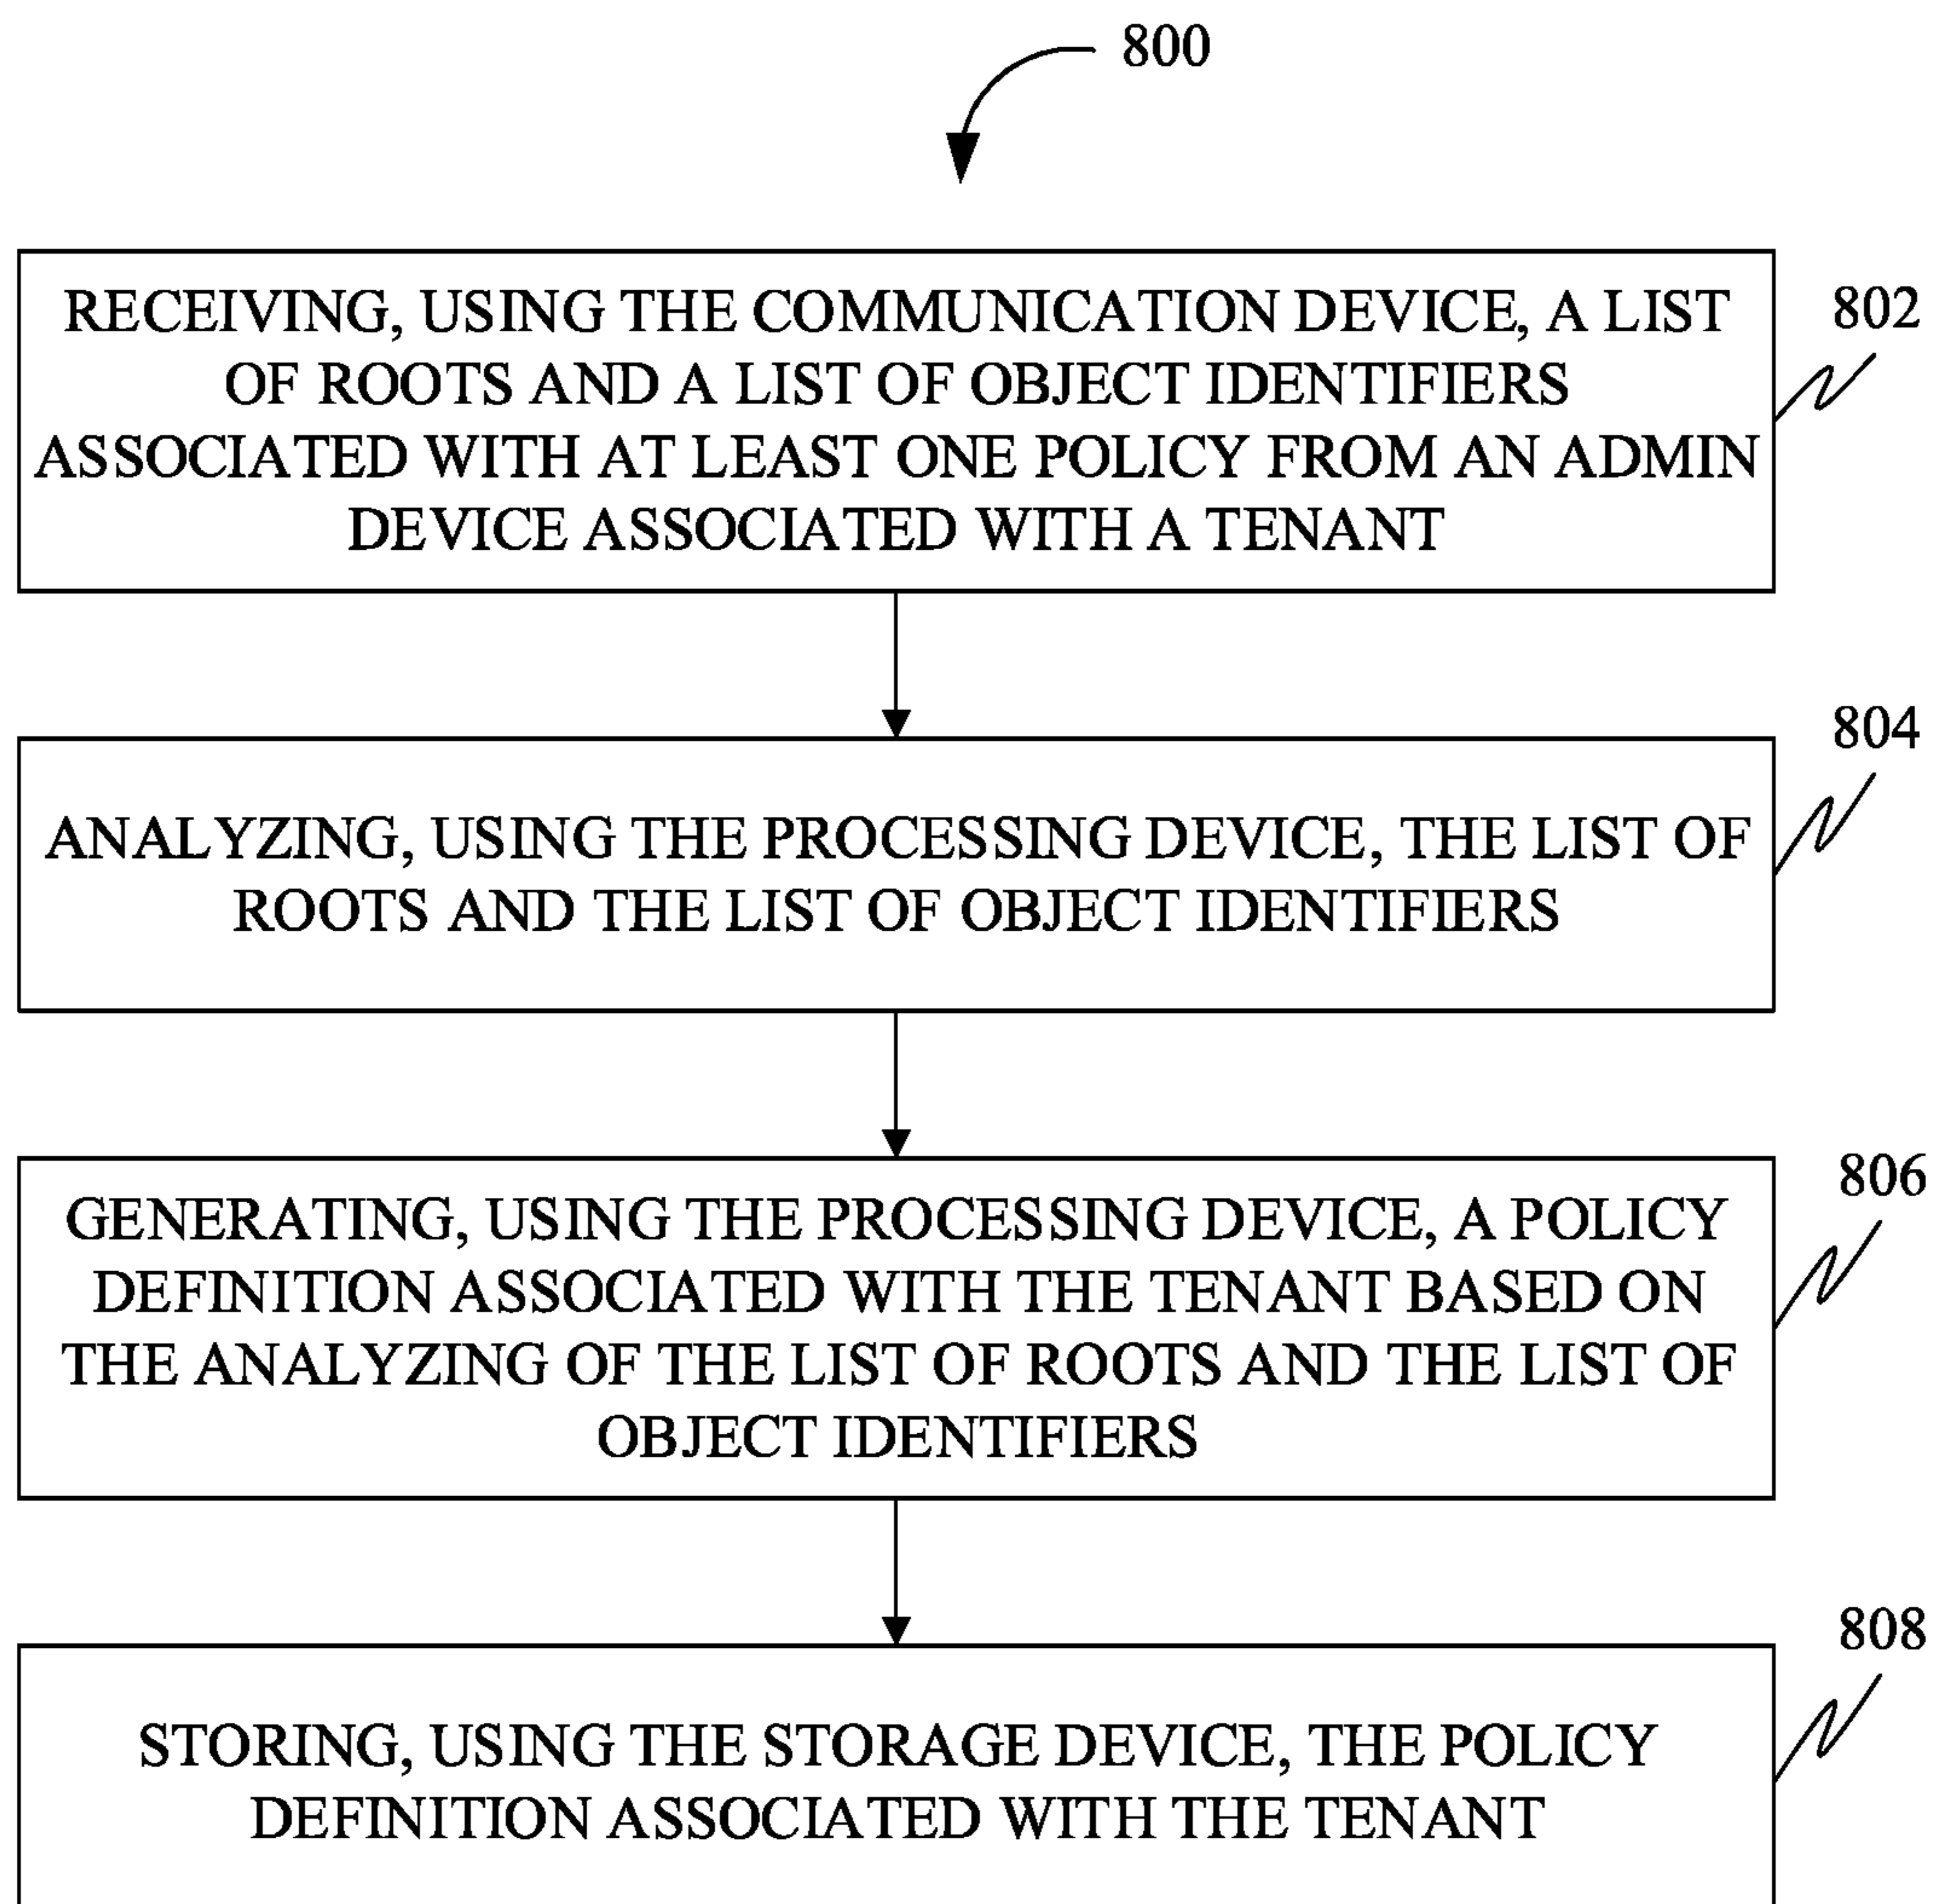 800
RECEIVING, USING THE COMMUNICATION DEVICE, A LIST
OF ROOTS AND A LIST OF OBJECT IDENTIFIERS
ASSOCIATED WITH AT LEAST ONE POLICY FROM AN ADMIN
DEVICE ASSOCIATED WITH A TENANT
802
ANALYZING, USING THE PROCESSING DEVICE, THE LIST OF
ROOTS AND THE LIST OF OBJECT IDENTIFIERS
804
GENERATING, USING THE PROCESSING DEVICE, A POLICY
DEFINITION ASSOCIATED WITH THE TENANT BASED ON
THE ANALYZING OF THE LIST OF ROOTS AND THE LIST OF
OBJECT IDENTIFIERS
806
STORING, USING THE STORAGE DEVICE, THE POLICY
DEFINITION ASSOCIATED WITH THE TENANT
808